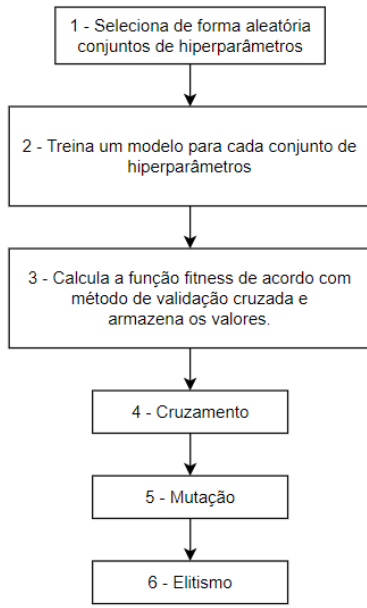 1 - Seleciona de forma aleatória
conjuntos de hiperparâmetros
2 - Treina um modelo para cada conjunto de
hiperparâmetros
3 - Calcula a função fitness de acordo com
método de validação cruzada e
armazena os valores.
4 - Cruzamento
5 - Mutação
6 - Elitismo